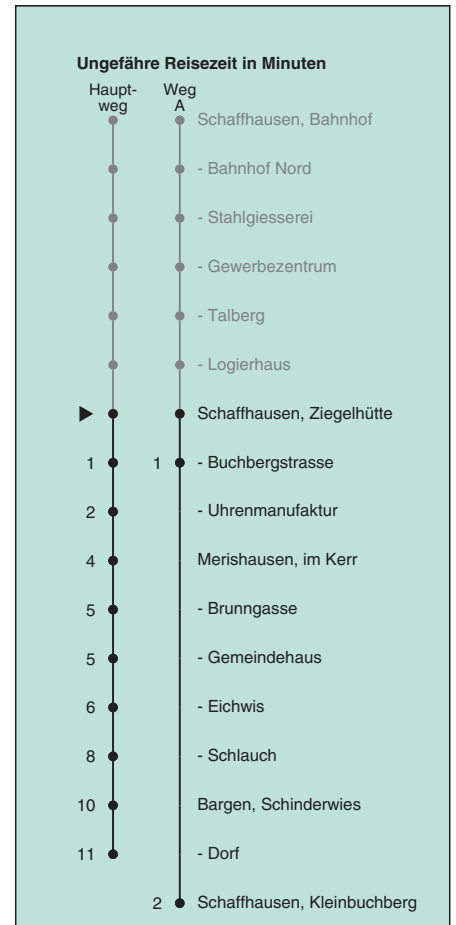 Ungefähre Reisezeit in Minuten
Haupt- Weg
weg A
Schaffhausen, Bahnhof
- Bahnhof Nord
- Stahlgiesserei
- Gewerbezentrum
- Talberg
- Logierhaus
Schaffhausen, Ziegelhütte
1 1 - Buchbergstrasse
2 - Uhrenmanufaktur
4 Merishausen, im Kerr
5 - Brunngasse
5 - Gemeindehaus
6 - Eichwis
8 - Schlauch
10 Bargen, Schinderwies
11 - Dorf
2 Schaffhausen, Kleinbuchberg